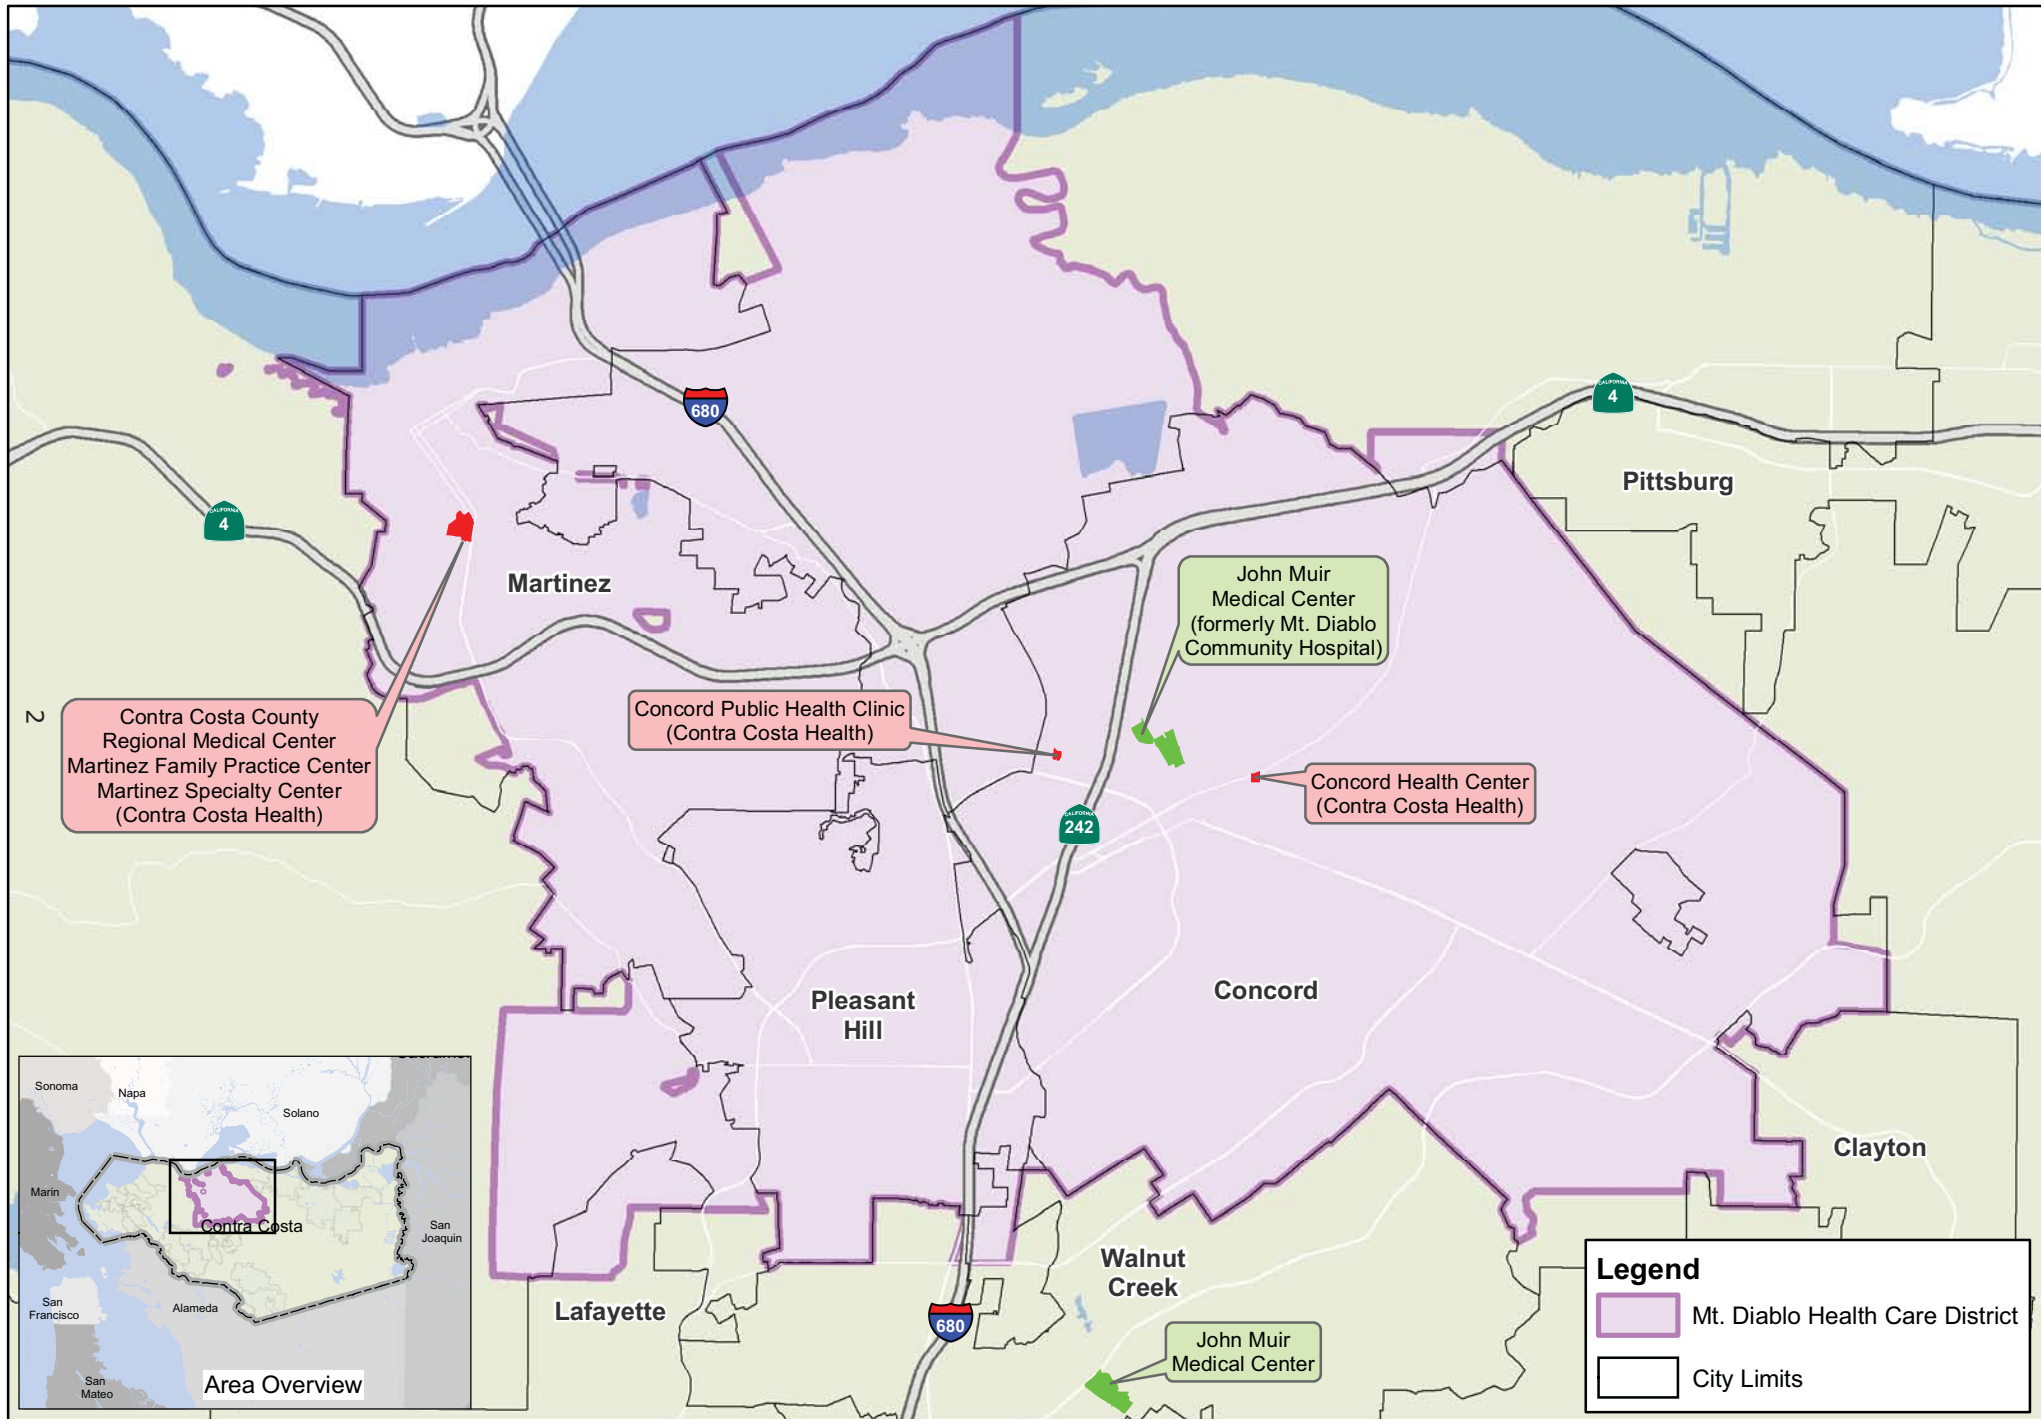 680
CALIFORNIA
4
Pittsburg
CALIFORNIA
4
Martinez
John Muir
Medical Center
(formerly Mt. Diablo
Community Hospital)
2
Contra Costa County
Regional Medical Center
Martinez Family Practice Center
Martinez Specialty Center
(Contra Costa Health)
Concord Public Health Clinic
(Contra Costa Health)
Concord Health Center
(Contra Costa Health)
CALIFORNIA
242
Pleasant
Hill
Concord
Clayton
Walnut
Creek
Lafayette
680
John Muir
Medical Center
Sonoma
Napa
Solano
Marin
Contra Costa
San
Joaquin
San
Francisco
Alameda
San
Mateo
Area Overview
Legend
Mt. Diablo Health Care District
City Limits